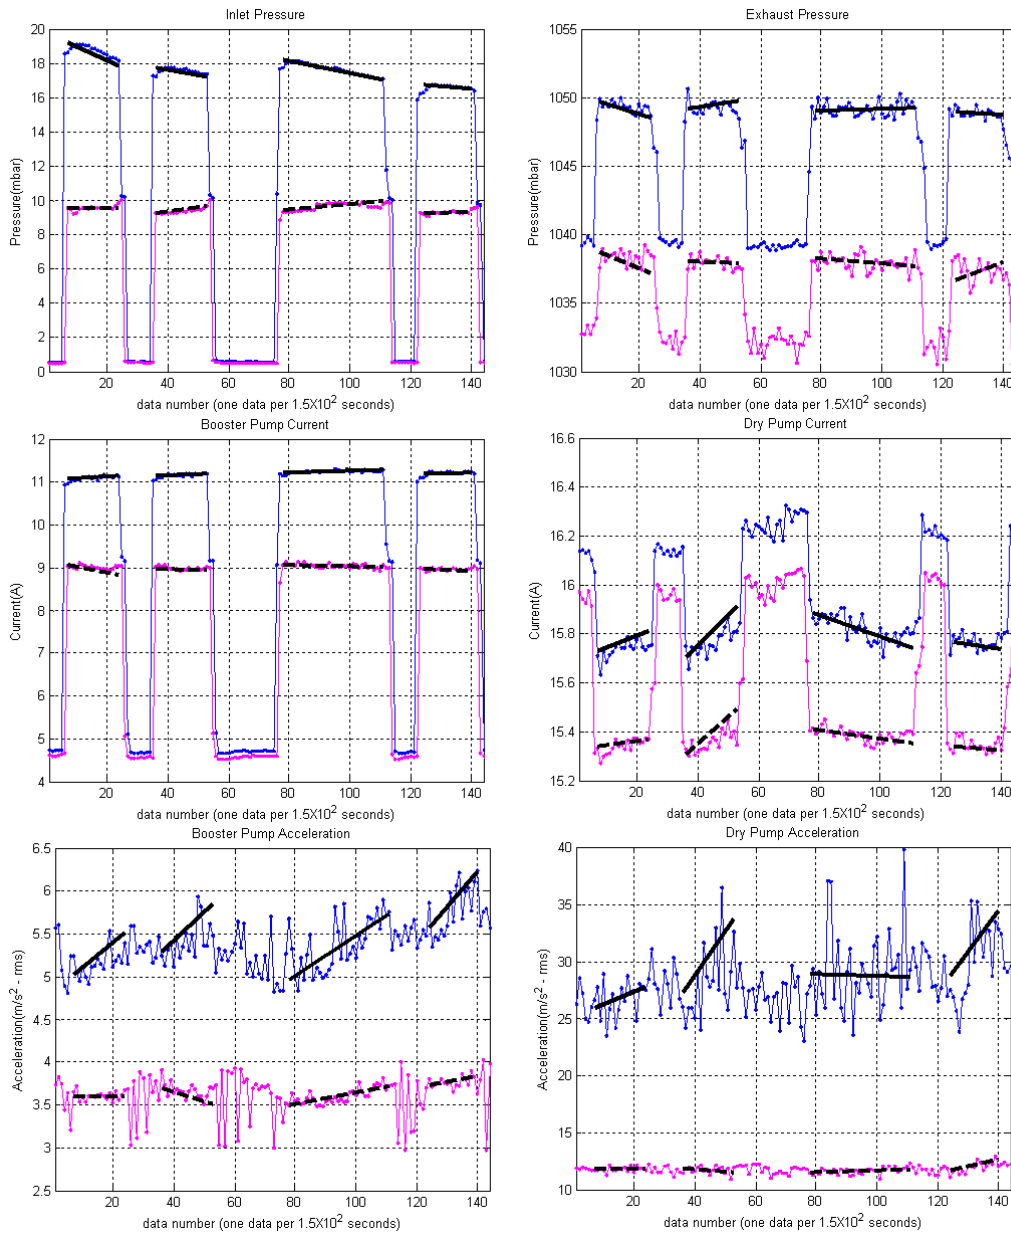 Inlet Pressure
20
18
16
14
12
10
8
6
4
2
0
Pressure(mbar)
20 40 60 80 100 120 140
data number (one data per 1.5X10² seconds)
Exhaust Pressure
1055
1050
1045
1040
1035
1030
Pressure(mbar)
20 40 60 80 100 120 140
data number (one data per 1.5X10² seconds)
Booster Pump Current
12
11
10
9
8
7
6
5
4
Current(A)
20 40 60 80 100 120 140
data number (one data per 1.5X10² seconds)
Dry Pump Current
16.6
16.4
16.2
16
15.8
15.6
15.4
15.2
Current(A)
20 40 60 80 100 120 140
data number (one data per 1.5X10² seconds)
Booster Pump Acceleration
6.5
6
5.5
5
4.5
4
3.5
3
2.5
Acceleration(m/s² rms)
20 40 60 80 100 120 140
data number (one data per 1.5X10² seconds)
Dry Pump Acceleration
40
35
30
25
20
15
10
Acceleration(m/s² rms)
20 40 60 80 100 120 140
data number (one data per 1.5X10² seconds)